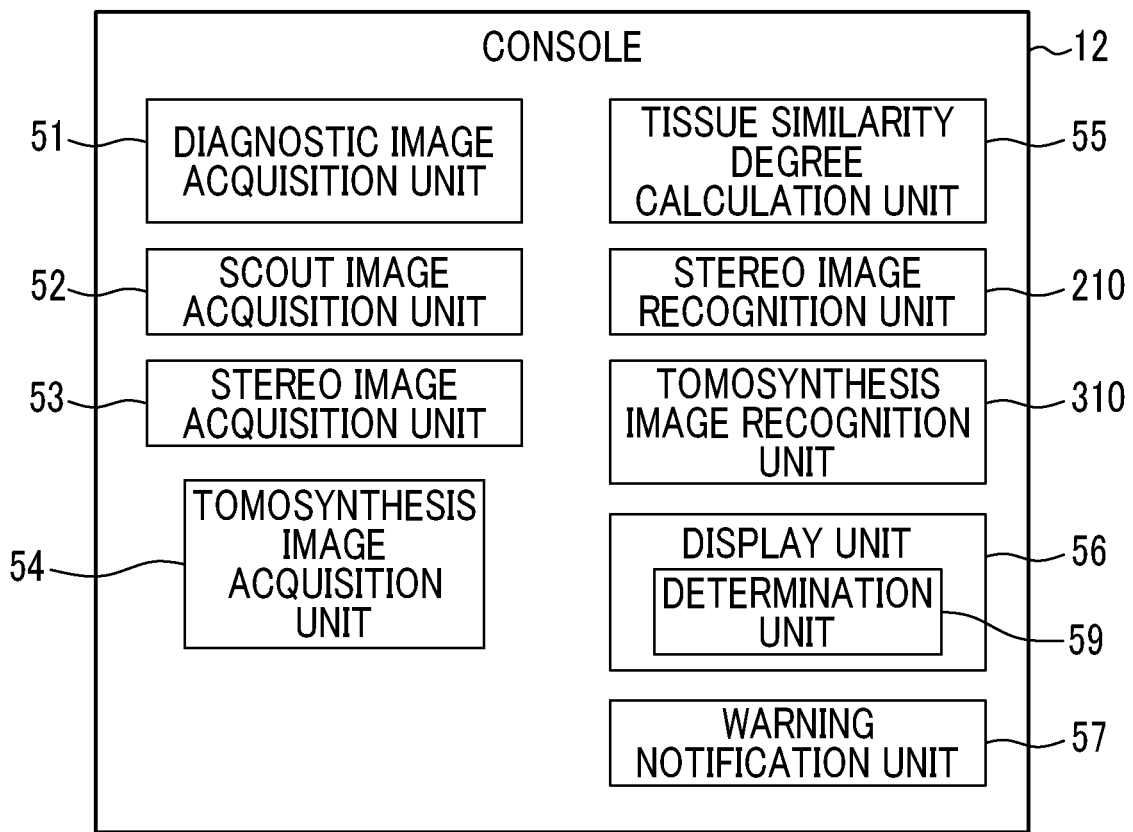 CONSOLE
12
51
DIAGNOSTIC IMAGE
ACQUISITION UNIT
52
SCOUT IMAGE
ACQUISITION UNIT
53
STEREO IMAGE
ACQUISITION UNIT
54
TOMOSYNTHESIS
IMAGE
ACQUISITION
UNIT
TISSUE SIMILARITY
DEGREE
CALCULATION UNIT
55
STEREO IMAGE
RECOGNITION UNIT
210
TOMOSYNTHESIS
IMAGE RECOGNITION
UNIT
310
DISPLAY UNIT
56
DETERMINATION
UNIT
59
WARNING
NOTIFICATION UNIT
57